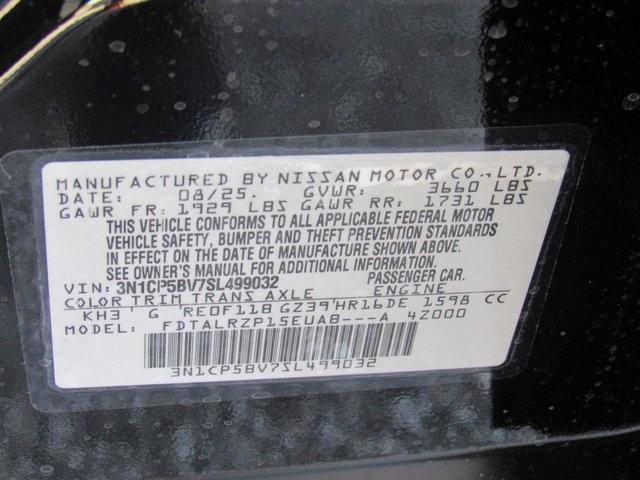 MANUFACTURED BY NISSAN MOTOR CO., LTD.
DATE: 08/25. GVWR: 3660 LBS
GAWR FR: 1929 LBS GAWR RR: 1731 LBS
THIS VEHICLE CONFORMS TO ALL APPLICABLE FEDERAL MOTOR
VEHICLE SAFETY, BUMPER AND THEFT PREVENTION STANDARDS
IN EFFECT ON THE DATE OF MANUFACTURE SHOWN ABOVE.
SEE OWNER'S MANUAL FOR ADDITIONAL INFORMATION.
VIN: 3N1CP5BV7SL499032 PASSENGER CAR.
COLOR TRIM TRANS AXLE ENGINE
KH3 G RE0F11B GZ39 HR16DE 1598 CC
MODEL: FDTALRZP15EUAB---A 4Z000
3N1CP5BV7SL499032